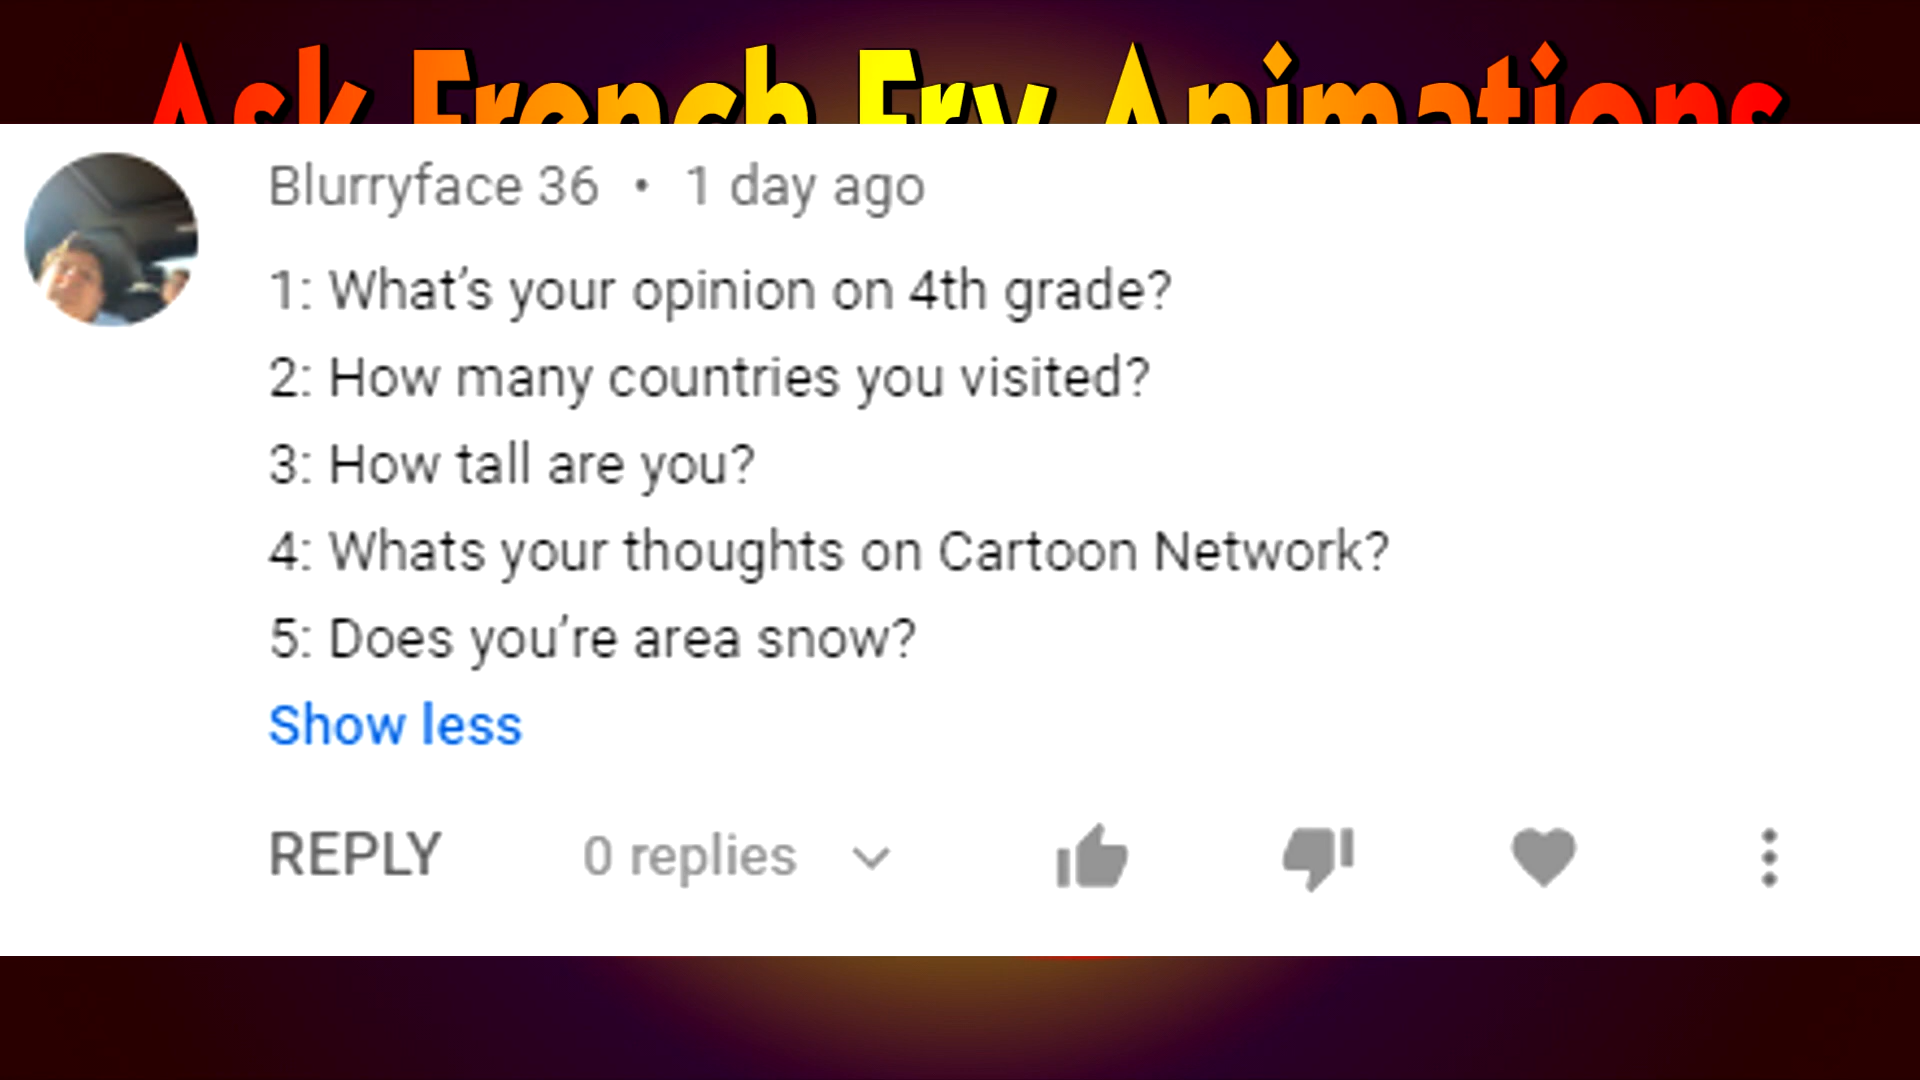 Ask French Fry Animations
Blurryface 36 • 1 day ago
1: What’s your opinion on 4th grade?
2: How many countries you visited?
3: How tall are you?
4: Whats your thoughts on Cartoon Network?
5: Does you’re area snow?
Show less
REPLY 0 replies